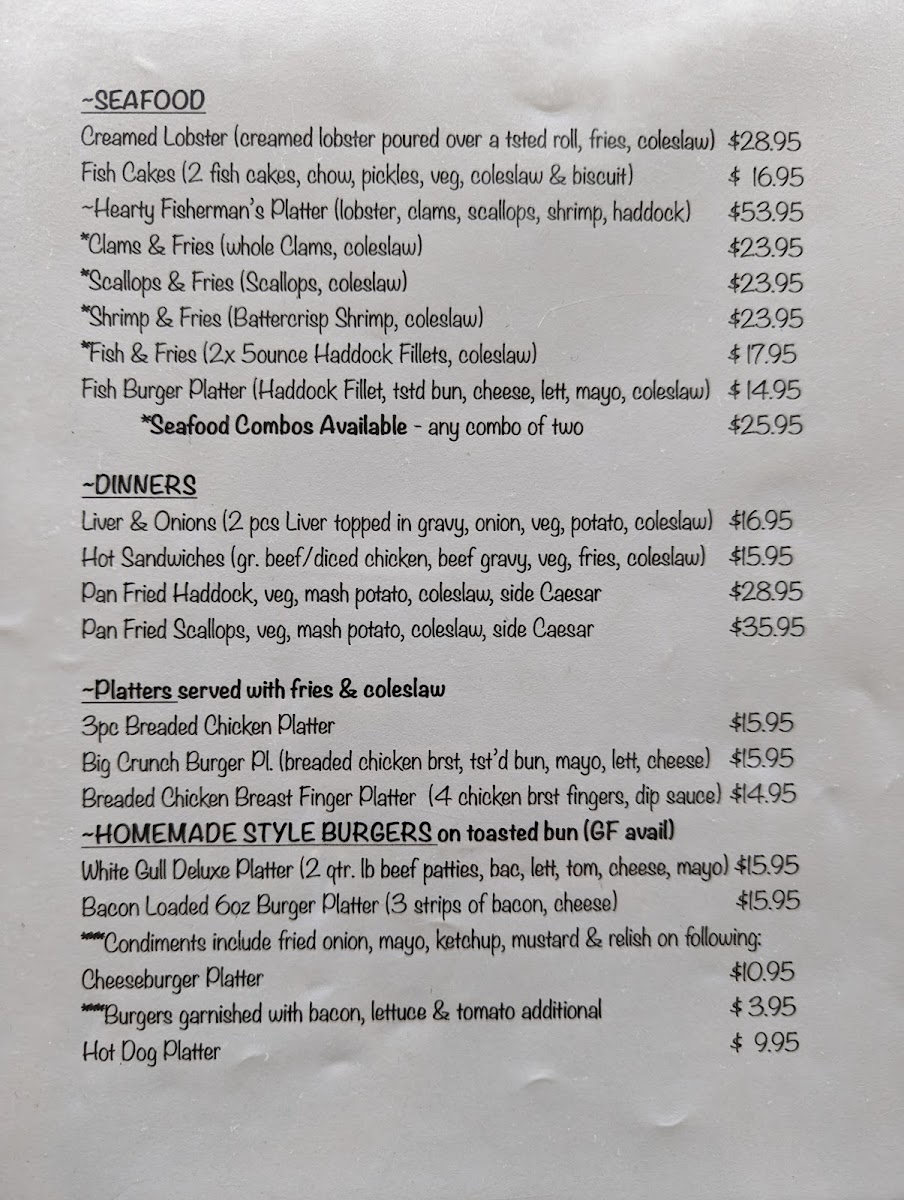 ~SEAFOOD
Creamed Lobster (creamed lobster poured over a tsted roll, fries, coleslaw) $28.95
Fish Cakes (2 fish cakes, chow, pickles, veg, coleslaw & biscuit) $ 16.95
~Hearty Fisherman's Platter (lobster, clams, scallops, shrimp, haddock) $53.95
*Clams & Fries (whole Clams, coleslaw) $23.95
*Scallops & Fries (Scallops, coleslaw) $23.95
*Shrimp & Fries (Battercrisp Shrimp, coleslaw) $23.95
*Fish & Fries (2x 5ounce Haddock Fillets, coleslaw) $ 17.95
Fish Burger Platter (Haddock Fillet, tstd bun, cheese, lett, mayo, coleslaw) $ 14.95
*Seafood Combos Available - any combo of two $25.95
~DINNERS
Liver & Onions (2 pcs Liver topped in gravy, onion, veg, potato, coleslaw) $16.95
Hot Sandwiches (gr. beef/diced chicken, beef gravy, veg, fries, coleslaw) $15.95
Pan Fried Haddock, veg, mash potato, coleslaw, side Caesar $28.95
Pan Fried Scallops, veg, mash potato, coleslaw, side Caesar $35.95
~Platters served with fries & coleslaw
3pc Breaded Chicken Platter $15.95
Big Crunch Burger Pl. (breaded chicken brst, tst'd bun, mayo, lett, cheese) $15.95
Breaded Chicken Breast Finger Platter (4 chicken brst fingers, dip sauce) $14.95
~HOMEMADE STYLE BURGERS on toasted bun (GF avail)
White Gull Deluxe Platter (2 qtr. lb beef patties, bac, lett, tom, cheese, mayo) $15.95
Bacon Loaded 6oz Burger Platter (3 strips of bacon, cheese) $15.95
***Condiments include fried onion, mayo, ketchup, mustard & relish on following:
Cheeseburger Platter $10.95
***Burgers garnished with bacon, lettuce & tomato additional $ 3.95
Hot Dog Platter $ 9.95